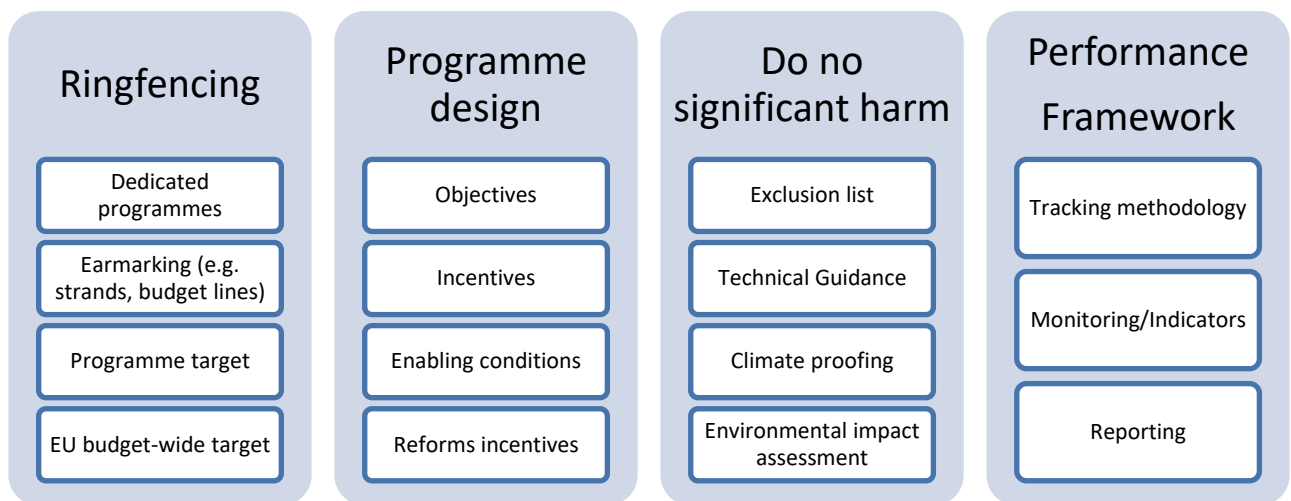 Ringfencing
Dedicated
programmes
Earmarking (e.g.
strands, budget lines)
Programme target
EU budget-wide target
Programme
design
Objectives
Incentives
Enabling conditions
Reforms incentives
Do no
significant harm
Exclusion list
Technical Guidance
Climate proofing
Environmental impact
assessment
Performance
Framework
Tracking methodology
Monitoring/Indicators
Reporting